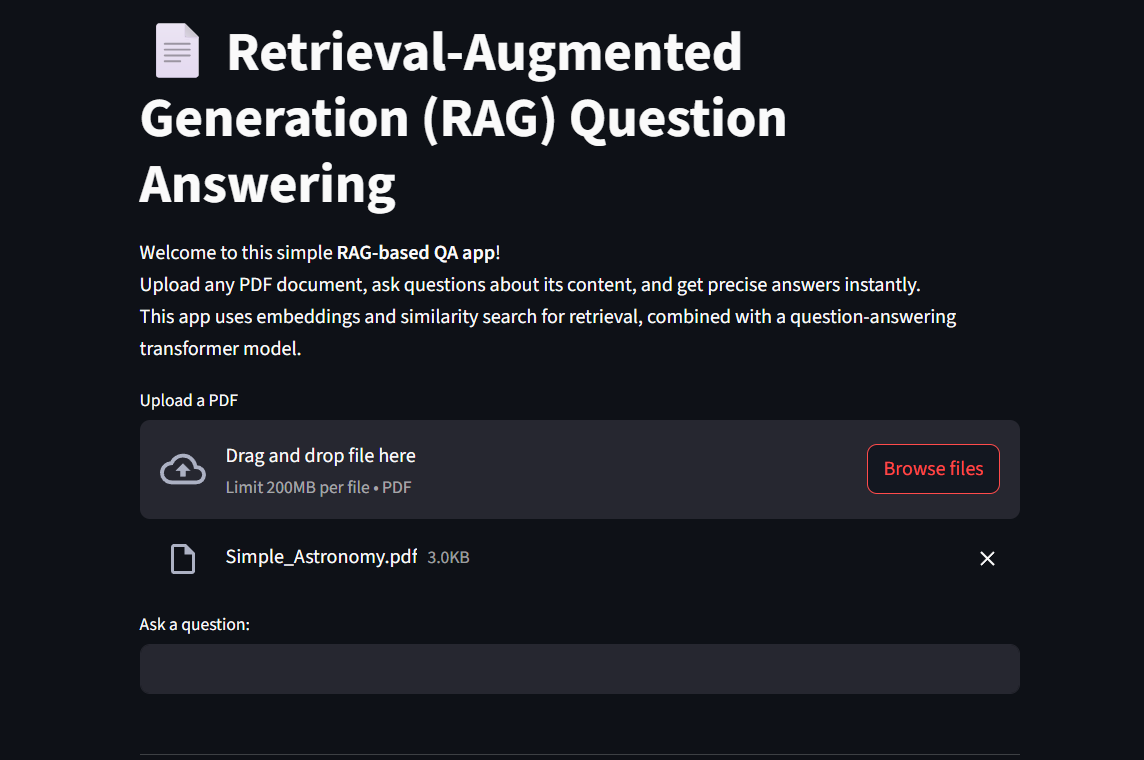 Retrieval-Augmented
Generation (RAG) Question
Answering
Welcome to this simple RAG-based QA app!
Upload any PDF document, ask questions about its content, and get precise answers instantly.
This app uses embeddings and similarity search for retrieval, combined with a question-answering
transformer model.
Upload a PDF
Drag and drop file here
Limit 200MB per file • PDF
Browse files
Simple_Astronomy.pdf 3.0KB
Ask a question: